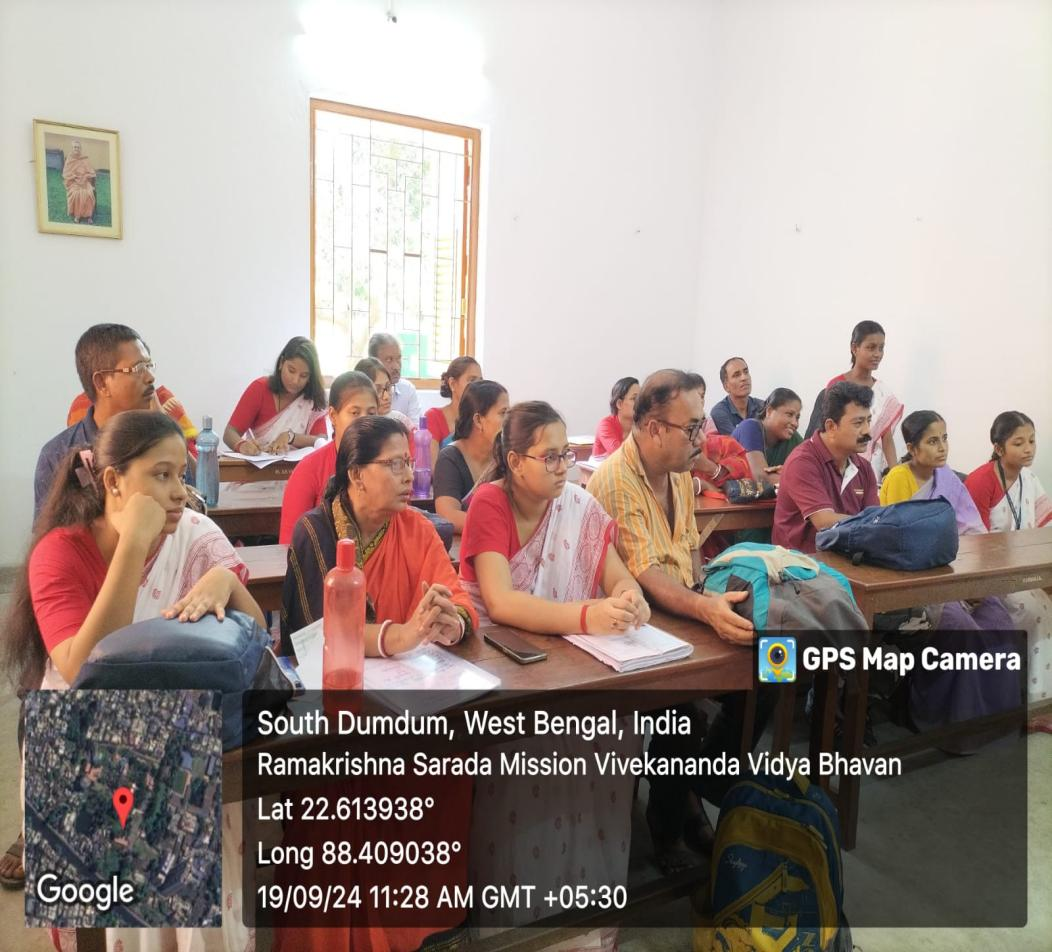 GPS Map Camera
South Dumdum, West Bengal, India
Ramakrishna Sarada Mission Vivekananda Vidya Bhavan
Lat 22.613938°
Long 88.409038°
19/09/24 11:28 AM GMT +05:30
Google